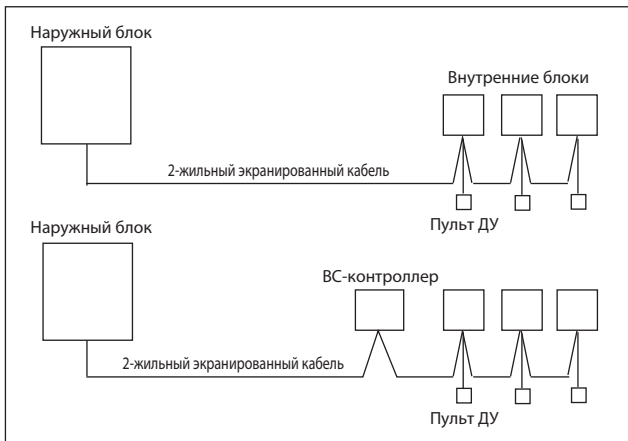 Наружный блок
Внутренние блоки
2-жильный экранированный кабель
Пульт ДУ
Наружный блок
ВС-контроллер
2-жильный экранированный кабель
Пульт ДУ